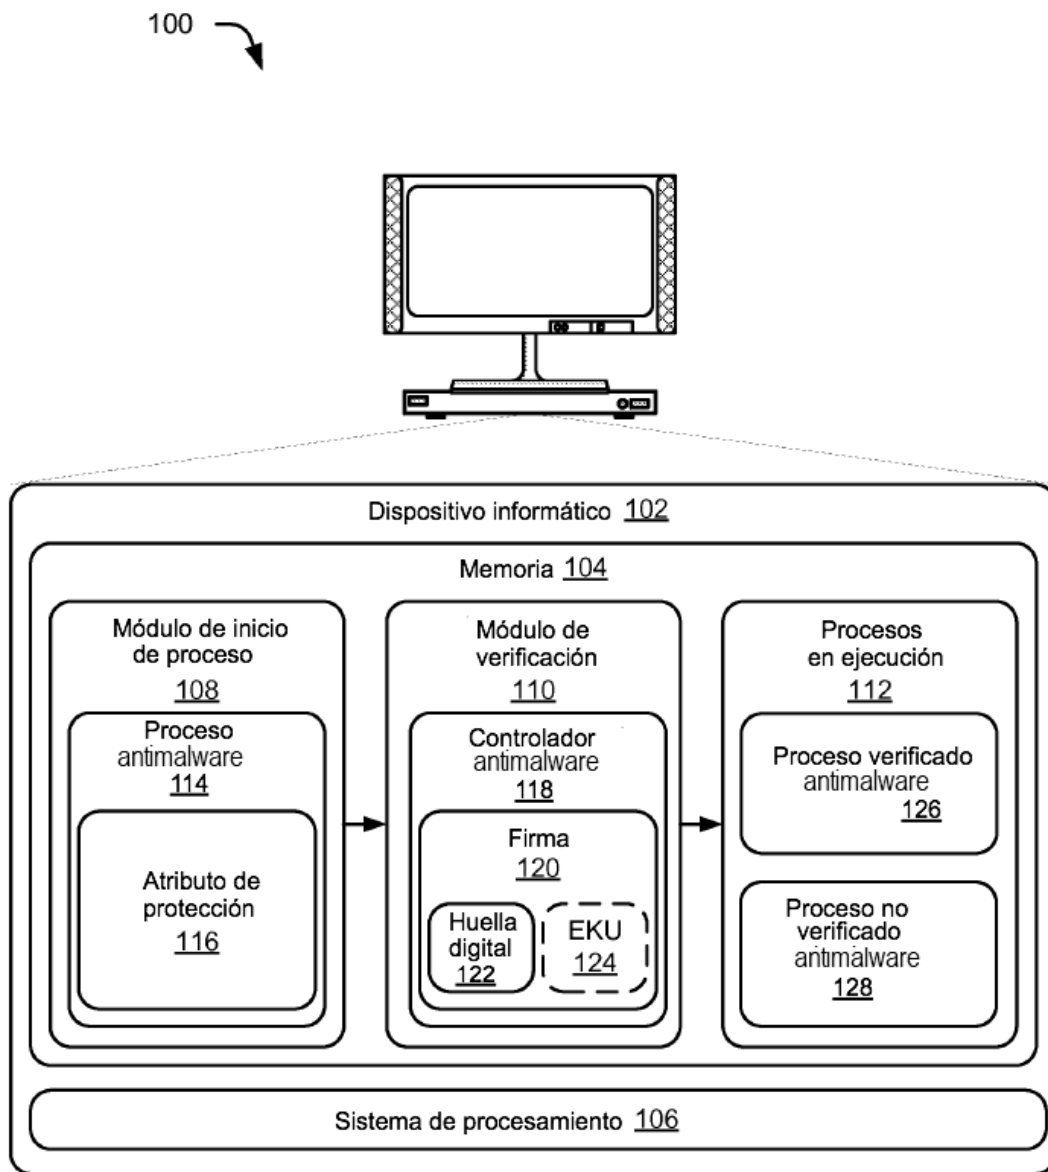 100
Dispositivo informático 102
Memoria 104
Módulo de inicio
de proceso
108
Proceso
antimalware
114
Atributo de
protección
116
Módulo de
verificación
110
Controlador
antimalware
118
Firma
120
Huella
digital
122
EKU
124
Procesos
en ejecución
112
Proceso verificado
antimalware
126
Proceso no
verificado
antimalware
128
Sistema de procesamiento 106